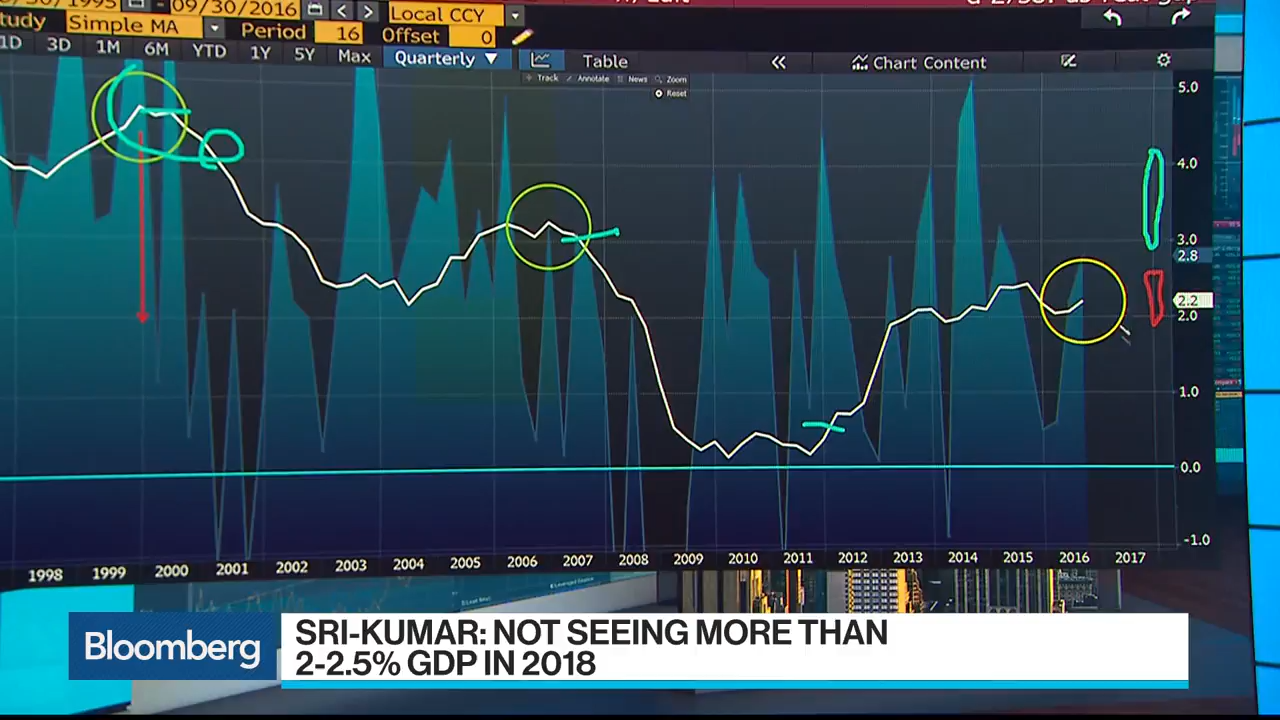 09/30/2016 Local CCY
Simple MA Period 16 Offset 0
1D 3D 1M 6M YTD 1Y 5Y Max Quarterly ▼ Table « Chart Content
Track Annotate News Zoom
Reset
5.0
4.0
3.0
2.8
2.2
2.0
1.0
0.0
-1.0
1998 1999 2000 2001 2002 2003 2004 2005 2006 2007 2008 2009 2010 2011 2012 2013 2014 2015 2016 2017
Bloomberg
SRI-KUMAR: NOT SEEING MORE THAN
2-2.5% GDP IN 2018